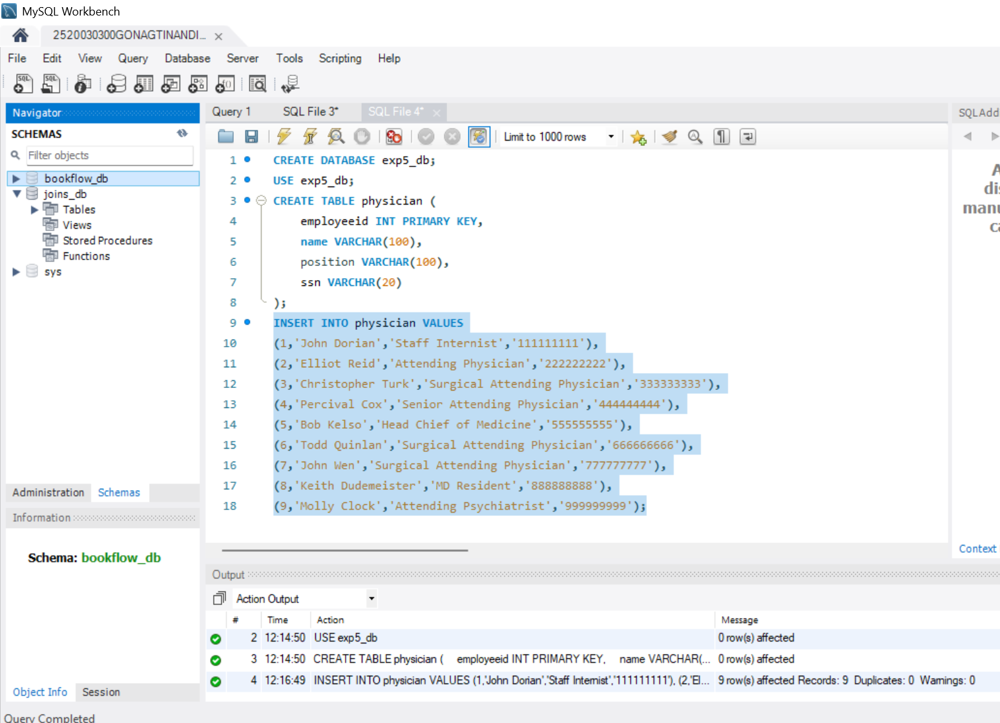 MySQL Workbench
2520030300GONAGTINANDI...
File Edit View Query Database Server Tools Scripting Help
Navigator
SCHEMAS
Filter objects
bookflow_db
joins_db
Tables
Views
Stored Procedures
Functions
sys
Administration Schemas
Information
Schema: bookflow_db
Object Info Session
Query Completed
Query 1 SQL File 3* SQL File 4*
Limit to 1000 rows
1 CREATE DATABASE exp5_db;
2 USE exp5_db;
3 CREATE TABLE physician (
4 employeeid INT PRIMARY KEY,
5 name VARCHAR(100),
6 position VARCHAR(100),
7 ssn VARCHAR(20)
8 );
9 INSERT INTO physician VALUES
10 (1,'John Dorian','Staff Internist','111111111'),
11 (2,'Elliot Reid','Attending Physician','222222222'),
12 (3,'Christopher Turk','Surgical Attending Physician','333333333'),
13 (4,'Percival Cox','Senior Attending Physician','444444444'),
14 (5,'Bob Kelso','Head Chief of Medicine','555555555'),
15 (6,'Todd Quinlan','Surgical Attending Physician','666666666'),
16 (7,'John Wen','Surgical Attending Physician','777777777'),
17 (8,'Keith Dudemeister','MD Resident','888888888'),
18 (9,'Molly Clock','Attending Psychiatrist','999999999');
SQLAdd
Context
Output
Action Output
# Time Action Message
2 12:14:50 USE exp5_db 0 row(s) affected
3 12:14:50 CREATE TABLE physician ( employeeid INT PRIMARY KEY, name VARCHAR(... 0 row(s) affected
4 12:16:49 INSERT INTO physician VALUES (1,'John Dorian','Staff Internist','111111111'), (2,'El... 9 row(s) affected Records: 9 Duplicates: 0 Warnings: 0